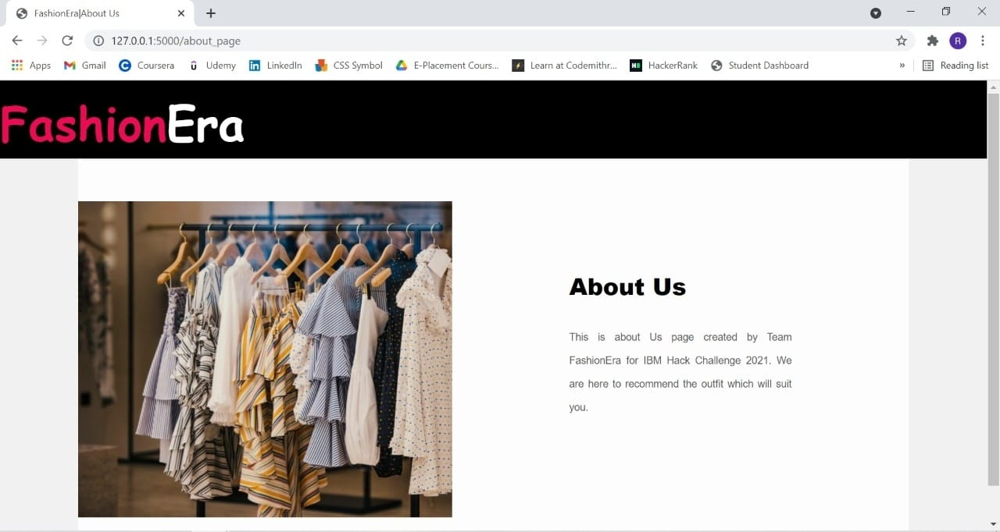 FashionEra|About Us
127.0.0.1:5000/about_page
R
Apps Gmail Coursera Udemy LinkedIn CSS Symbol E-Placement Cours... Learn at Codemithr... HackerRank Student Dashboard » Reading list
FashionEra
About Us
This is about Us page created by Team
FashionEra for IBM Hack Challenge 2021. We
are here to recommend the outfit which will suit
you.